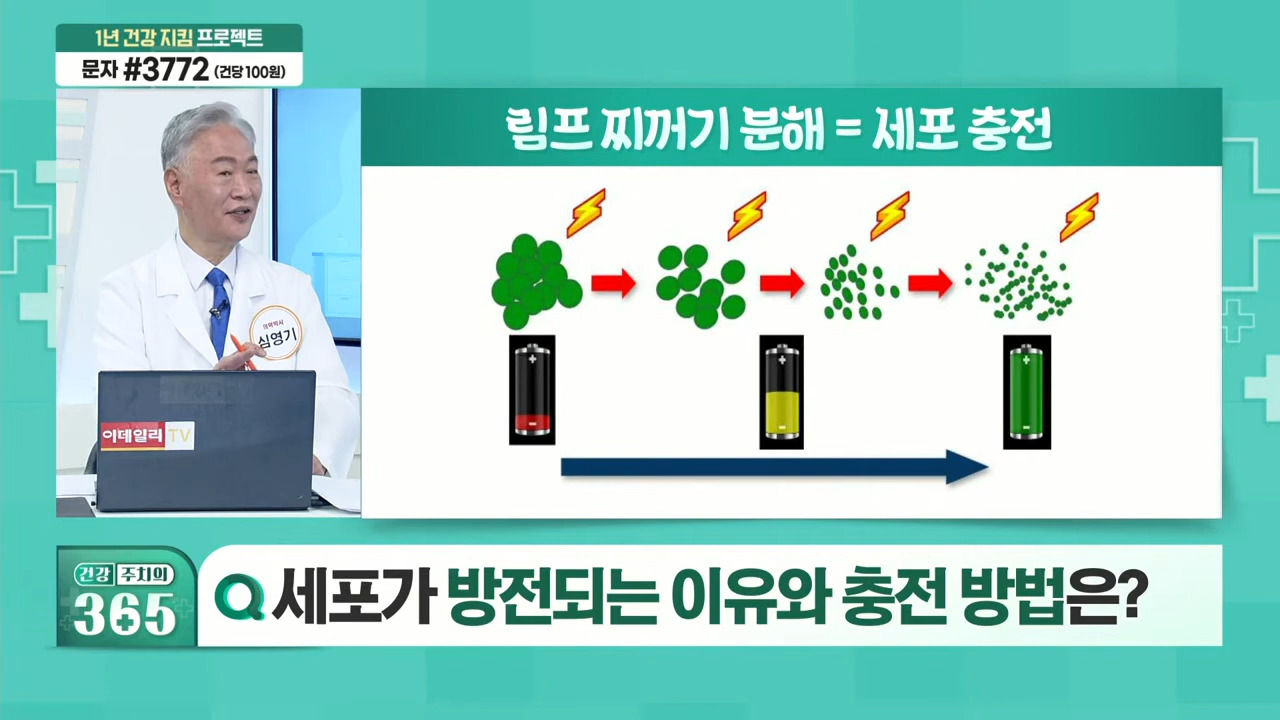 1년 건강 지킴 프로젝트
문자 #3772 (건당 100원)
림프 찌꺼기 분해 = 세포 충전
의학박사
심영기
이데일리 TV
건강 주치의
365
Q 세포가 방전되는 이유와 충전 방법은?